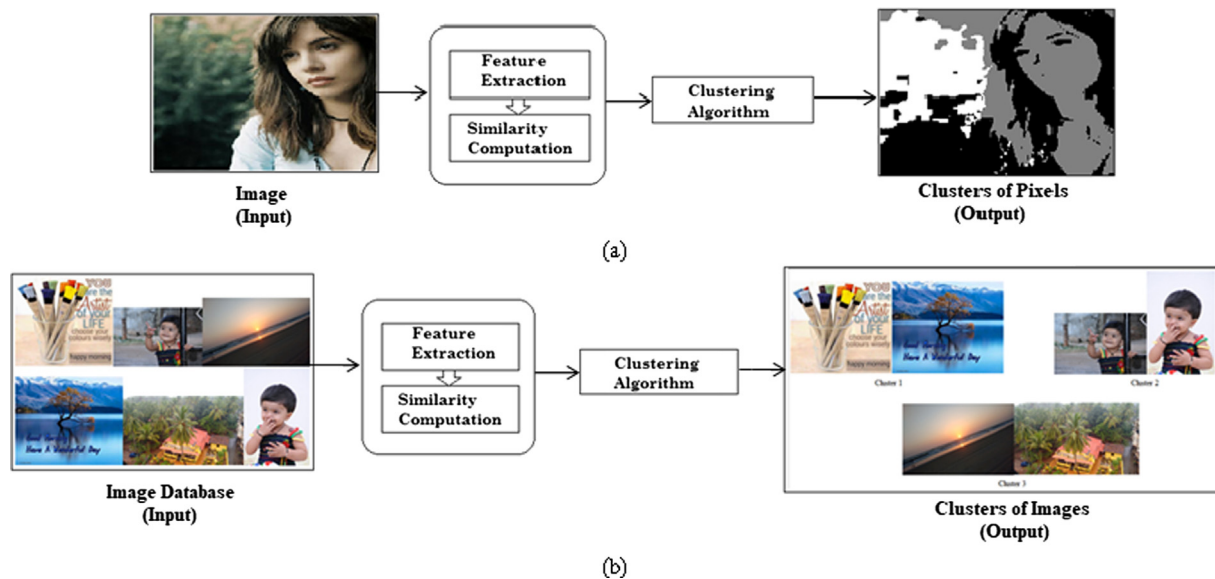 Feature
Extraction
Similarity
Computation
Clustering
Algorithm
Image
(Input)
Clusters of Pixels
(Output)
(a)
YOU
are the
Artist
of your
LIFE
choose your
colours wisely
happy morning
Good Morning
Have A Wonderful Day
Image Database
(Input)
Feature
Extraction
Similarity
Computation
Clustering
Algorithm
YOU
are the
Artist
of your
LIFE
choose your
colours wisely
happy morning
Cluster 1
Good Morning
Have A Wonderful Day
Cluster 2
Cluster 3
Clusters of Images
(Output)
(b)